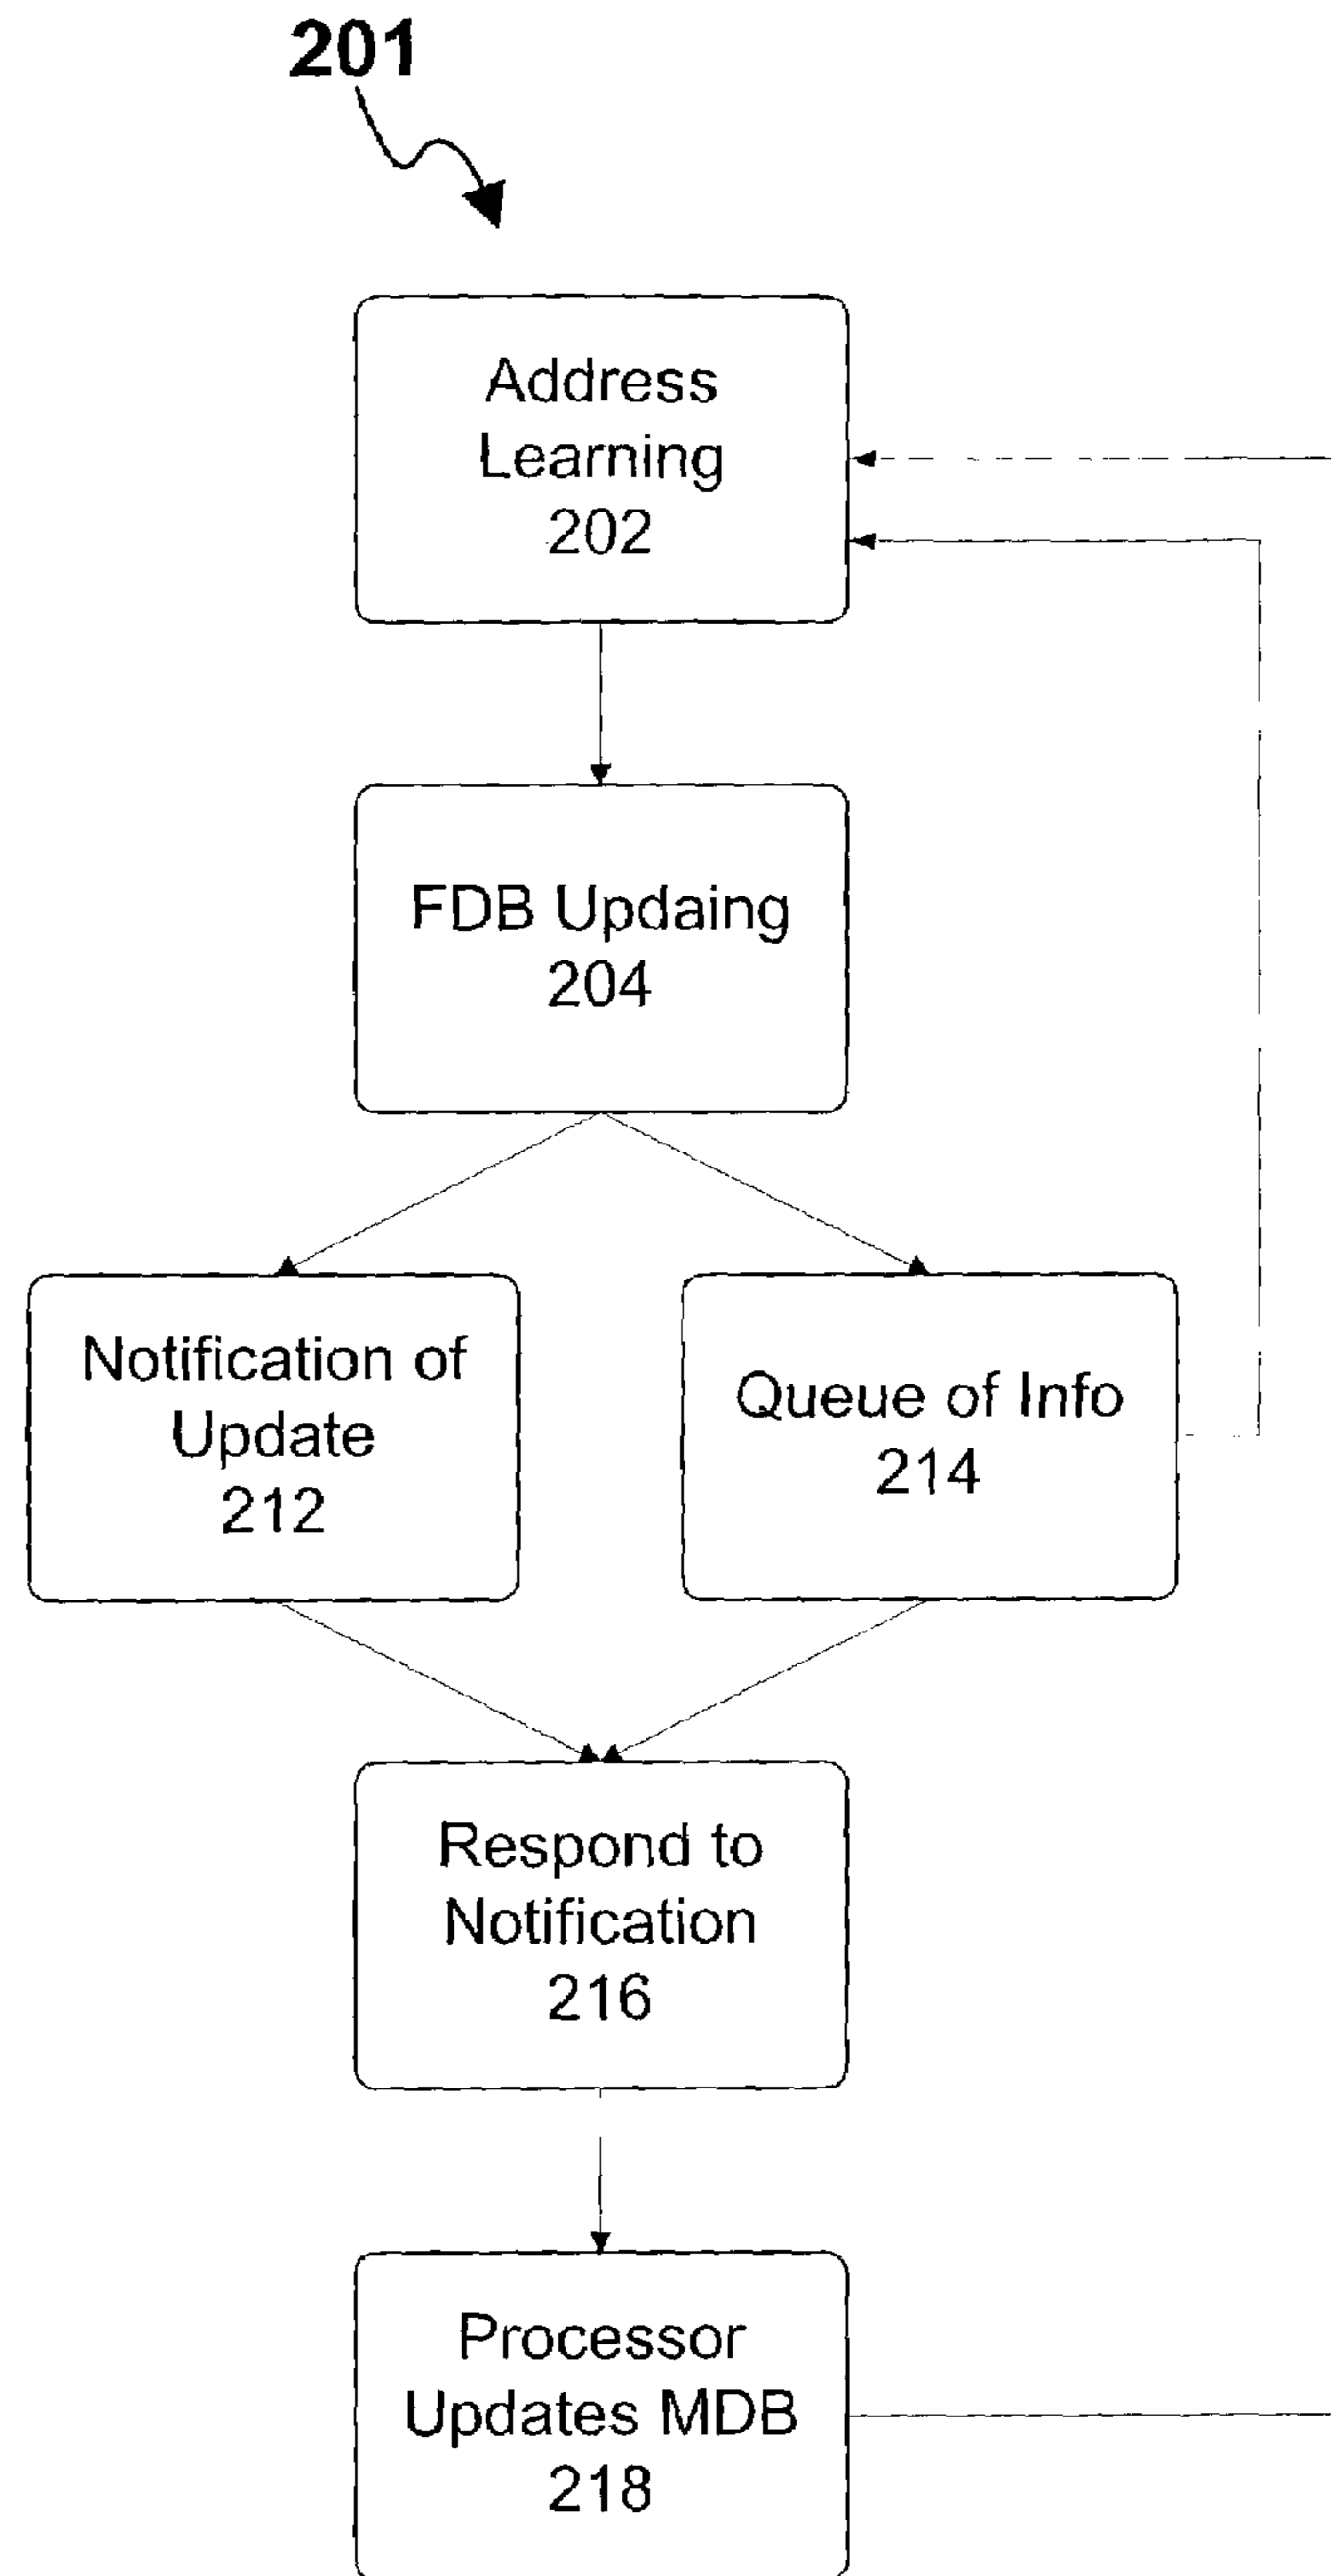 201
Address
Learning
202
FDB Updaing
204
Notification of
Update
212
Queue of Info
214
Respond to
Notification
216
Processor
Updates MDB
218